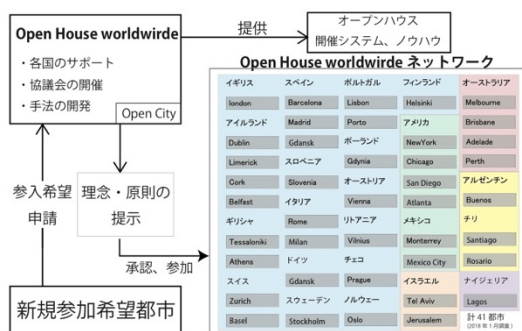 Open House worldwirde
・各国のサポート
・協議会の開催
・手法の開発
Open City
提供
オープンハウス
開催システム、ノウハウ
参入希望
申請
理念・原則の
提示
承認、参加
新規参加希望都市
Open House worldwirde ネットワーク
イギリス
london
アイルランド
Dublin
Limerick
Cork
Belfast
ギリシャ
Tessaloniki
Athens
スイス
Zurich
Basel
スペイン
Barcelona
Madrid
Gdansk
スロベニア
Slovenia
イタリア
Rome
Milan
ドイツ
Gdansk
スウェーデン
Stockholm
ポルトガル
Lisbon
Porto
ポーランド
Gdynia
オーストリア
Vienna
リトアニア
Vilnius
チェコ
Prague
ノルウェー
Oslo
フィンランド
Helsinki
アメリカ
NewYork
Chicago
San Diego
Atlanta
メキシコ
Monterrey
Mexico City
イスラエル
Tel Aviv
Jerusalem
オーストラリア
Melbourne
Brisbane
Adelade
Perth
アルゼンチン
Buenos
チリ
Santiago
Rosario
ナイジェリア
Lagos
計 41 都市
(2018 年 1 月調査)